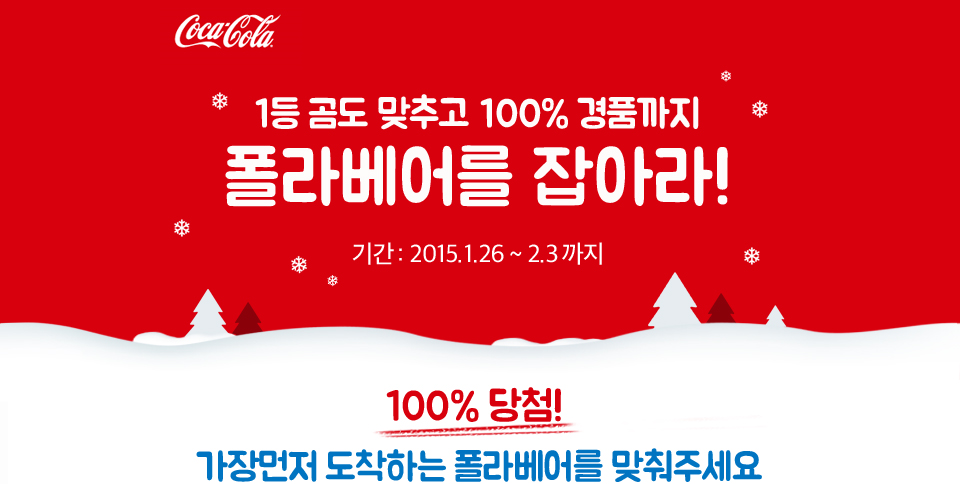 Coca-Cola
1등 곰도 맞추고 100% 경품까지
폴라베어를 잡아라!
기간 : 2015.1.26 ~ 2.3 까지
100% 당첨!
가장먼저 도착하는 폴라베어를 맞춰주세요